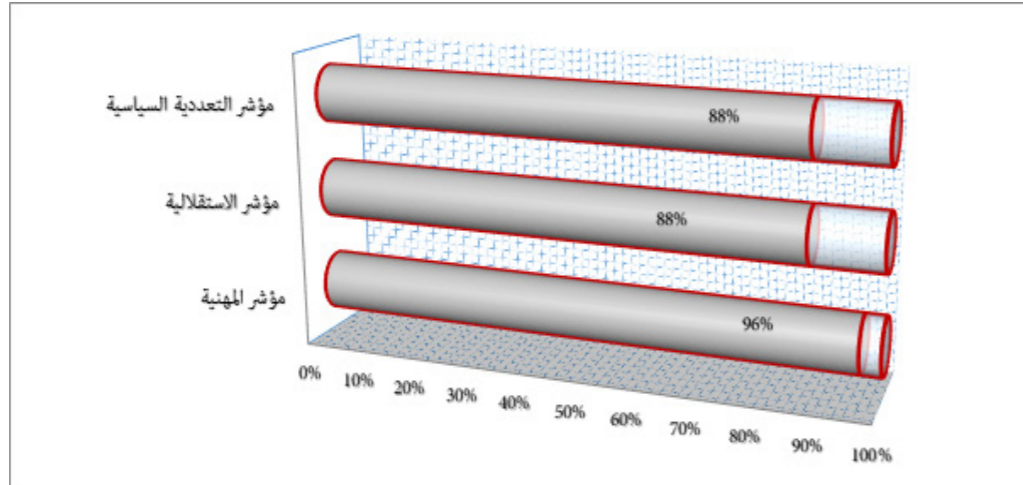 مؤشر التعددية السياسية
88%
مؤشر الاستقلالية
88%
مؤشر المهنية
96%
0% 10% 20% 30% 40% 50% 60% 70% 80% 90% 100%